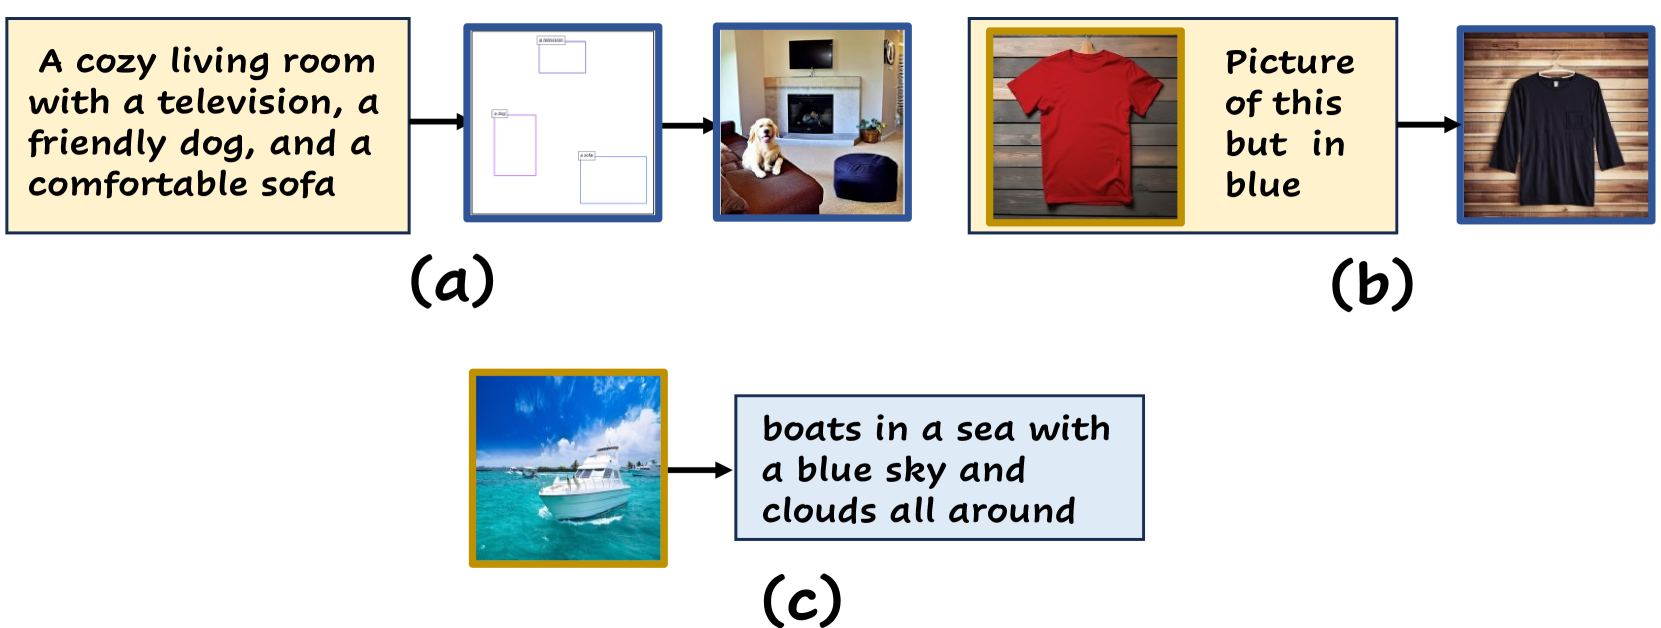 A cozy living room
with a television, a
friendly dog, and a
comfortable sofa
a television
a dog
a sofa
(a)
Picture
of this
but in
blue
(b)
boats in a sea with
a blue sky and
clouds all around
(c)